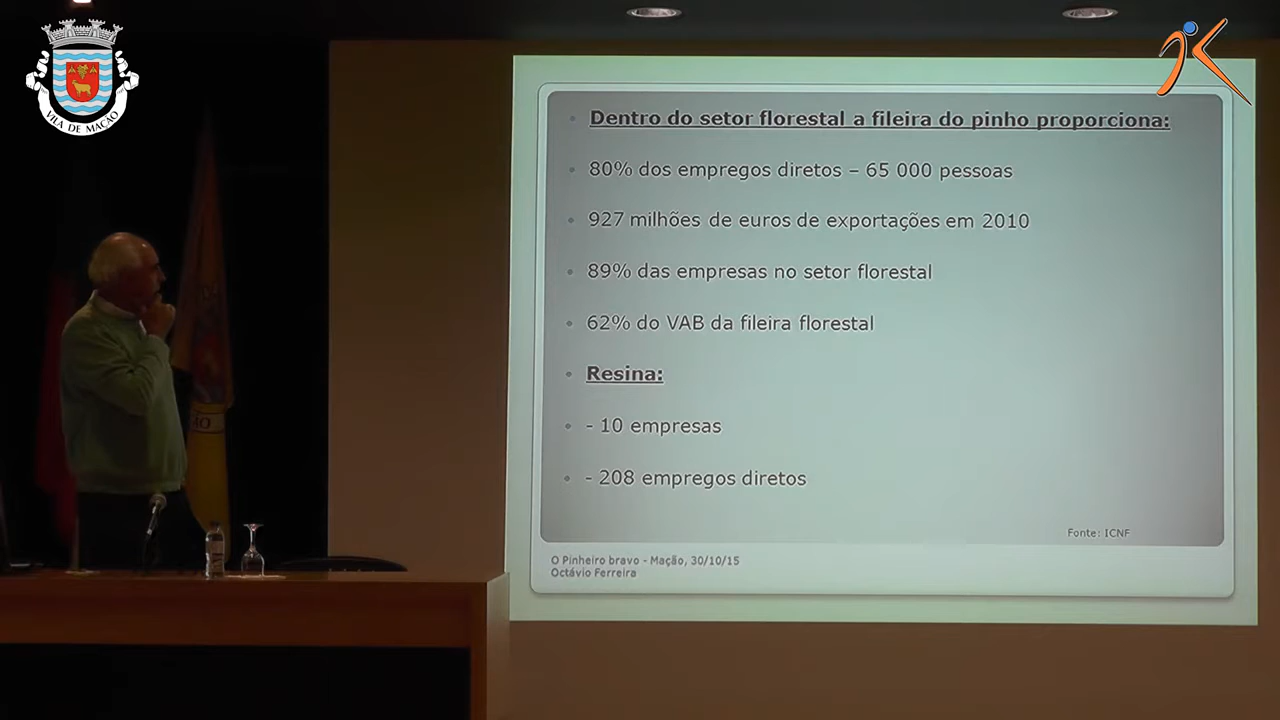 VILA DE MAÇÃO
Dentro do setor florestal a fileira do pinho proporciona:
80% dos empregos diretos – 65 000 pessoas
927 milhões de euros de exportações em 2010
89% das empresas no setor florestal
62% do VAB da fileira florestal
Resina:
- 10 empresas
- 208 empregos diretos
Fonte: ICNF
O Pinheiro bravo - Mação, 30/10/15
Octávio Ferreira